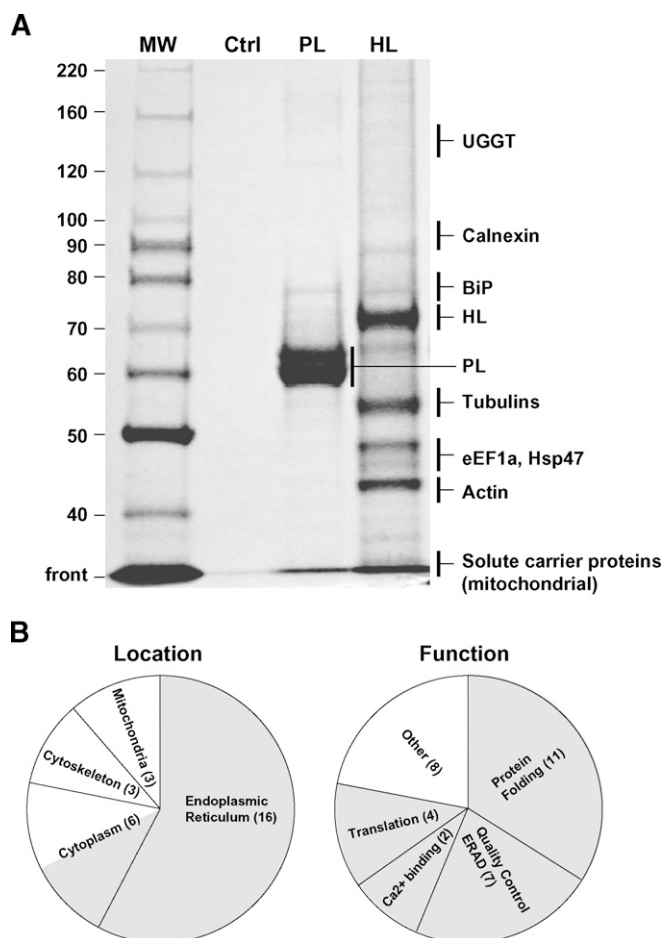 A
MW Ctrl PL HL
220
160
120
100
90
80
70
60
50
40
front
UGGT
Calnexin
BiP
HL
PL
Tubulins
eEF1a, Hsp47
Actin
Solute carrier proteins
(mitochondrial)
B
Location
Mitochondria (3)
Cytoskeleton (3)
Cytoplasm (6)
Endoplasmic
Reticulum (16)
Function
Other (8)
Protein
Folding (11)
Translation (4)
Ca2+ binding (2)
Quality Control
ERAD (7)